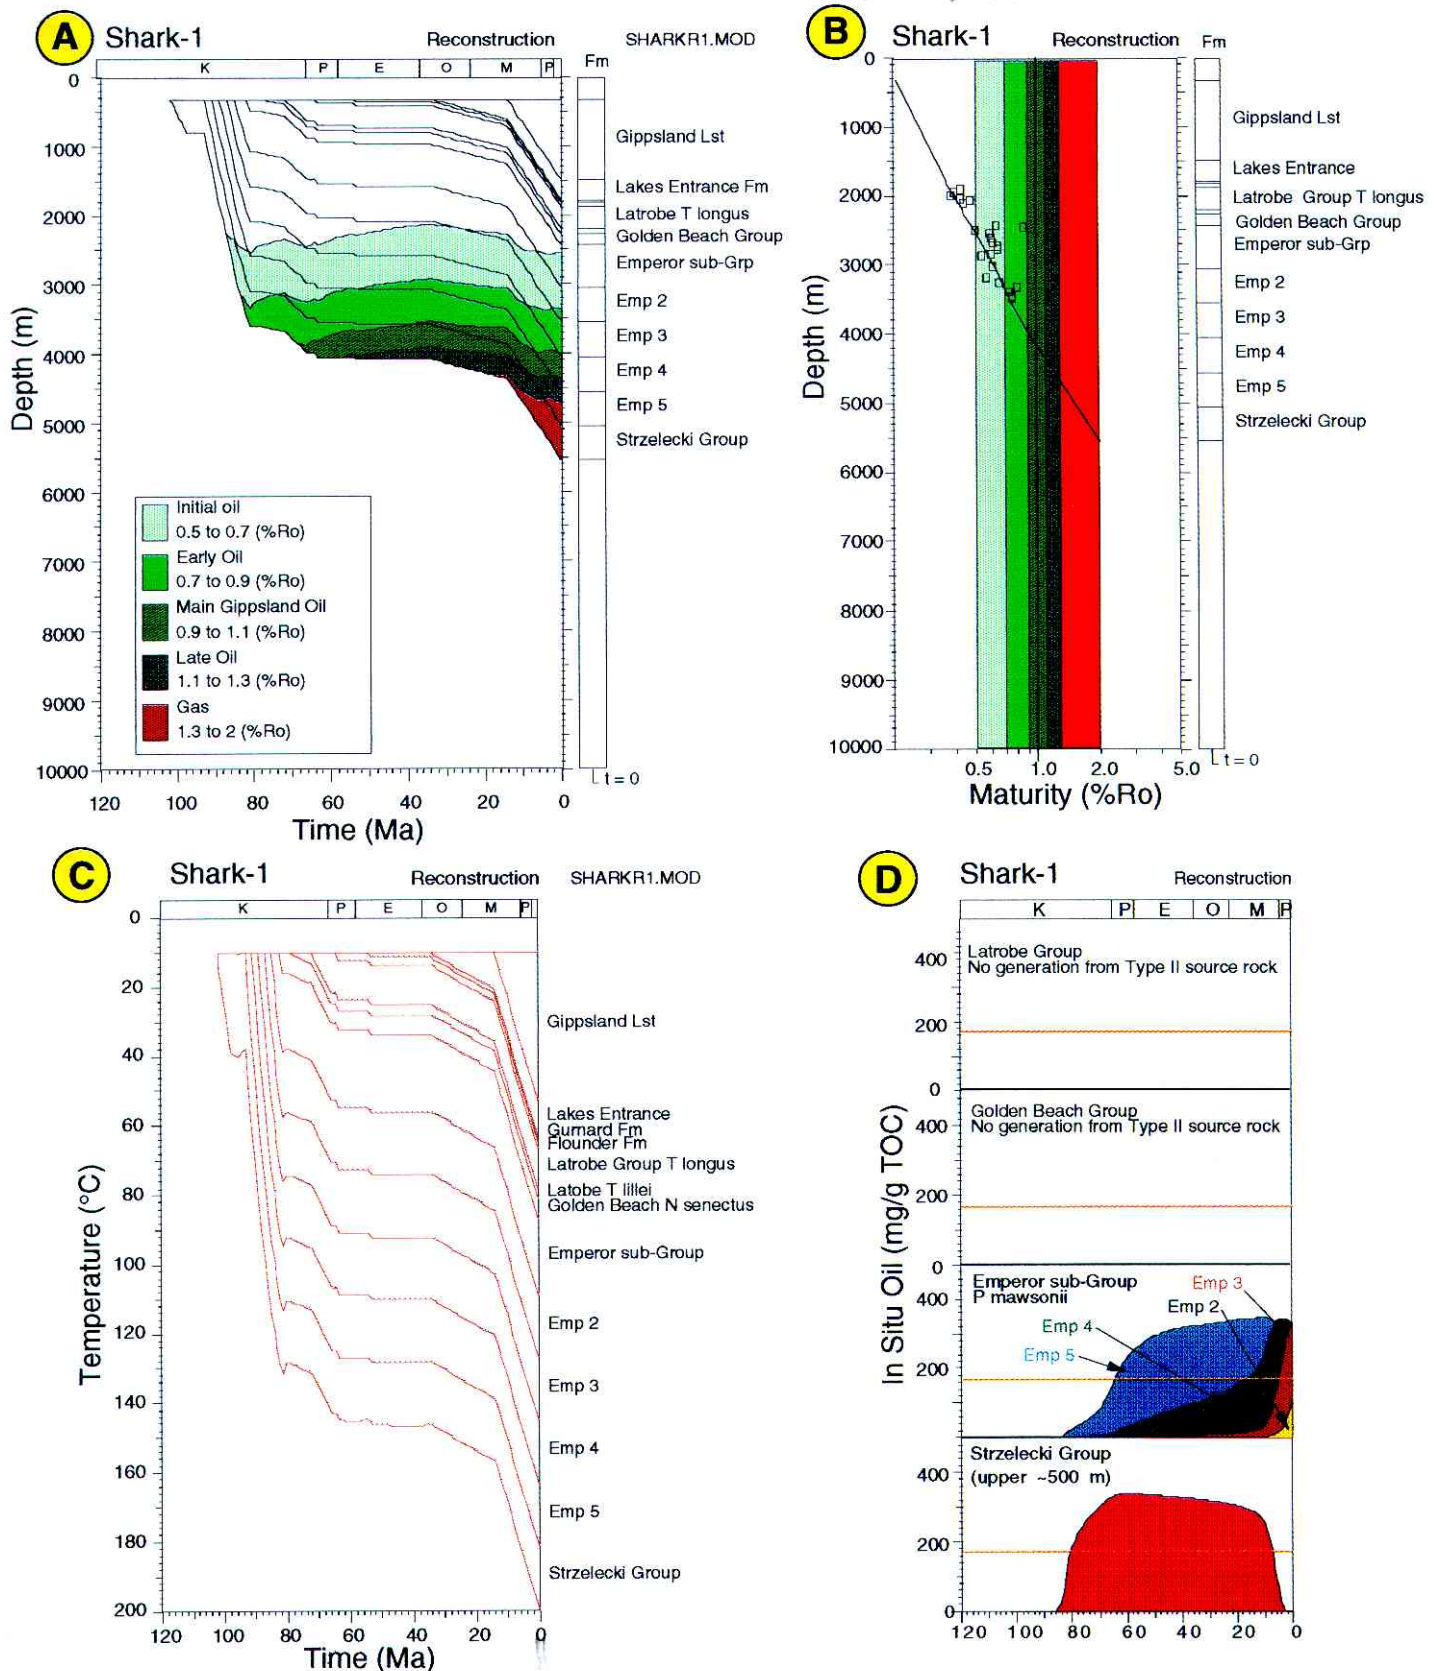 A Shark-1 Reconstruction SHARKR1.MOD
Fm
K P E O M P
0
1000
2000
3000
4000
5000
6000
7000
8000
9000
10000
Depth (m)
Gippsland Lst
Lakes Entrance Fm
Latrobe T longus
Golden Beach Group
Emperor sub-Grp
Emp 2
Emp 3
Emp 4
Emp 5
Strzelecki Group
Initial oil
0.5 to 0.7 (%Ro)
Early Oil
0.7 to 0.9 (%Ro)
Main Gippsland Oil
0.9 to 1.1 (%Ro)
Late Oil
1.1 to 1.3 (%Ro)
Gas
1.3 to 2 (%Ro)
t = 0
120 100 80 60 40 20 0
Time (Ma)
B Shark-1 Reconstruction Fm
0
1000
2000
3000
4000
5000
6000
7000
8000
9000
10000
Depth (m)
Gippsland Lst
Lakes Entrance
Latrobe Group T longus
Golden Beach Group
Emperor sub-Grp
Emp 2
Emp 3
Emp 4
Emp 5
Strzelecki Group
t = 0
0.5 1.0 2.0 5.0
Maturity (%Ro)
C Shark-1 Reconstruction SHARKR1.MOD
K P E O M P
0
20
40
60
80
100
120
140
160
180
200
Temperature (°C)
Gippsland Lst
Lakes Entrance
Gurnard Fm
Flounder Fm
Latrobe Group T longus
Latobe T lillei
Golden Beach N senectus
Emperor sub-Group
Emp 2
Emp 3
Emp 4
Emp 5
Strzelecki Group
120 100 80 60 40 20 0
Time (Ma)
D Shark-1 Reconstruction
K P E O M P
In Situ Oil (mg/g TOC)
400
200
0
Latrobe Group
No generation from Type II source rock
400
200
0
Golden Beach Group
No generation from Type II source rock
400
200
Emperor sub-Group
P mawsonii
Emp 3
Emp 2
Emp 4
Emp 5
400
200
0
Strzelecki Group
(upper ~500 m)
120 100 80 60 40 20 0